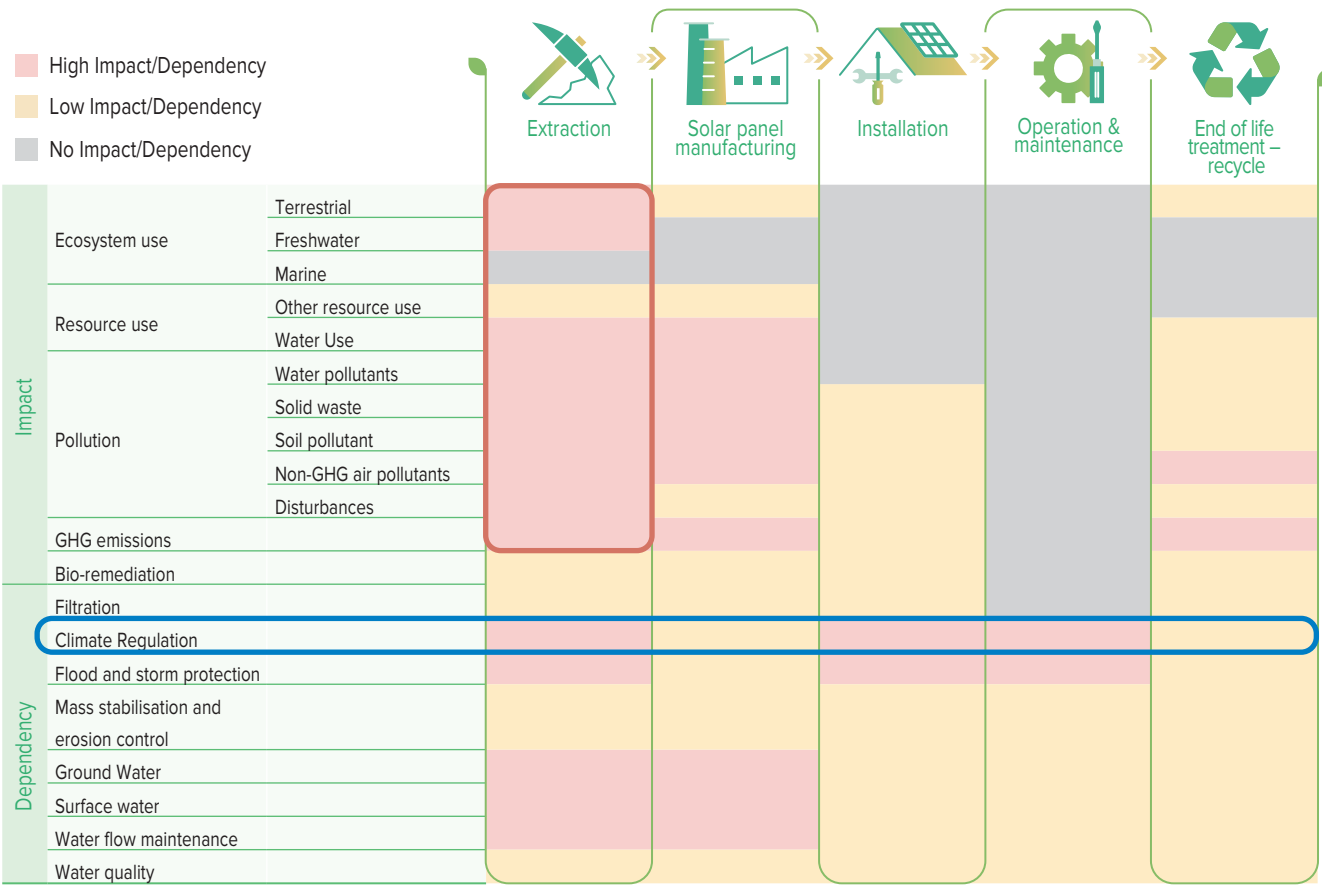 High Impact/Dependency
Low Impact/Dependency
No Impact/Dependency
Extraction
Solar panel
manufacturing
Installation
Operation &
maintenance
End of life
treatment –
recycle
Impact
Ecosystem use
Terrestrial
Freshwater
Marine
Resource use
Other resource use
Water Use
Pollution
Water pollutants
Solid waste
Soil pollutant
Non-GHG air pollutants
Disturbances
GHG emissions
Bio-remediation
Dependency
Filtration
Climate Regulation
Flood and storm protection
Mass stabilisation and
erosion control
Ground Water
Surface water
Water flow maintenance
Water quality